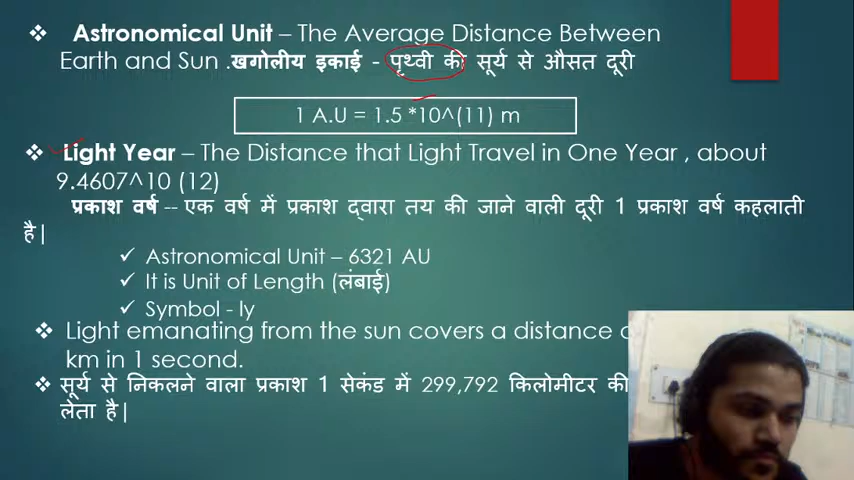 Astronomical Unit – The Average Distance Between
Earth and Sun .खगोलीय इकाई - पृथ्वी की सूर्य से औसत दूरी
1 A.U = 1.5 *10^(11) m
Light Year – The Distance that Light Travel in One Year , about
9.4607^10 (12)
प्रकाश वर्ष -- एक वर्ष में प्रकाश द्वारा तय की जाने वाली दूरी 1 प्रकाश वर्ष कहलाती
है|
Astronomical Unit – 6321 AU
It is Unit of Length (लंबाई)
Symbol - ly
Light emanating from the sun covers a distance
km in 1 second.
सूर्य से निकलने वाला प्रकाश 1 सेकंड में 299,792 किलोमीटर की
लेता है|